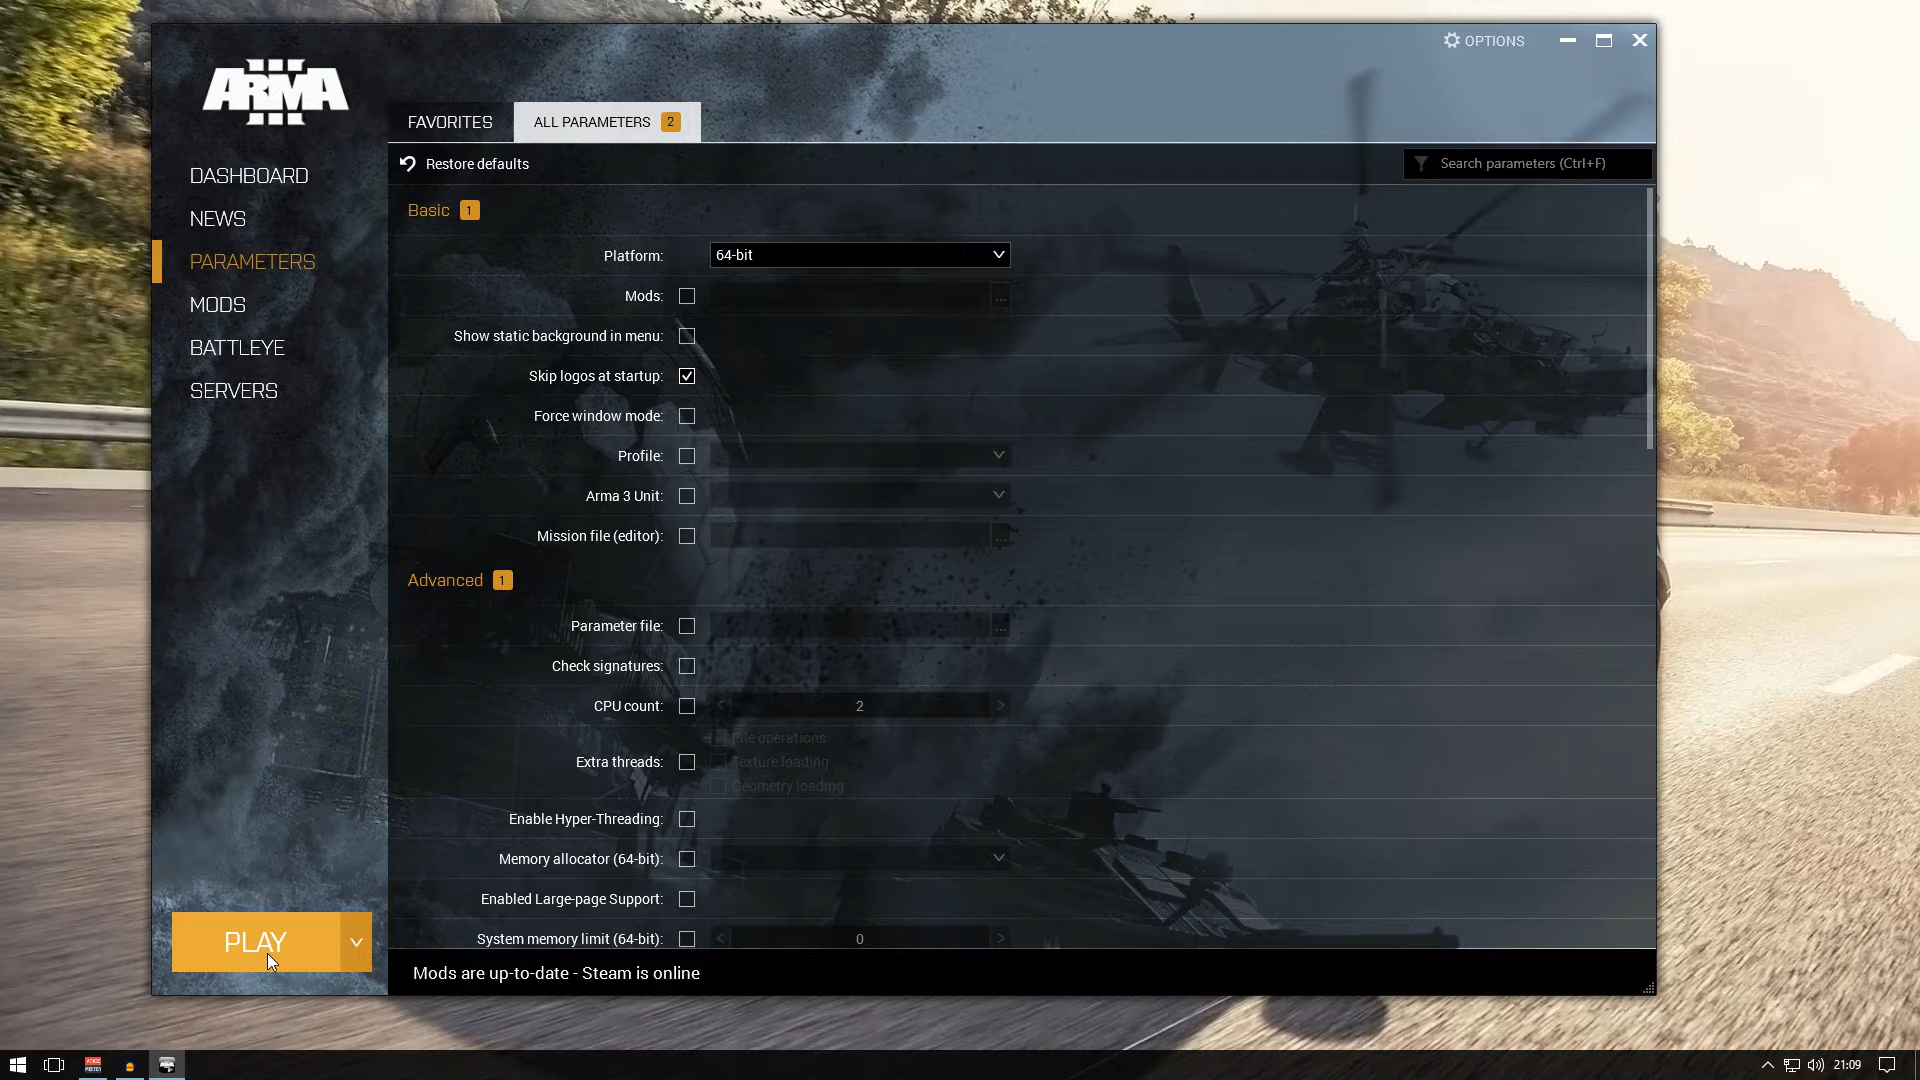 OPTIONS
ARMA III
FAVORITES
ALL PARAMETERS 2
Restore defaults
Search parameters (Ctrl+F)
DASHBOARD
NEWS
PARAMETERS
MODS
BATTLEYE
SERVERS
Basic 1
Platform: 64-bit
Mods: ...
Show static background in menu:
Skip logos at startup:
Force window mode:
Profile:
Arma 3 Unit:
Mission file (editor): ...
Advanced 1
Parameter file: ...
Check signatures:
CPU count: 2
File operations
Extra threads: Texture loading
Geometry loading
Enable Hyper-Threading:
Memory allocator (64-bit):
Enabled Large-page Support:
System memory limit (64-bit): 0
PLAY
Mods are up-to-date - Steam is online
21:09